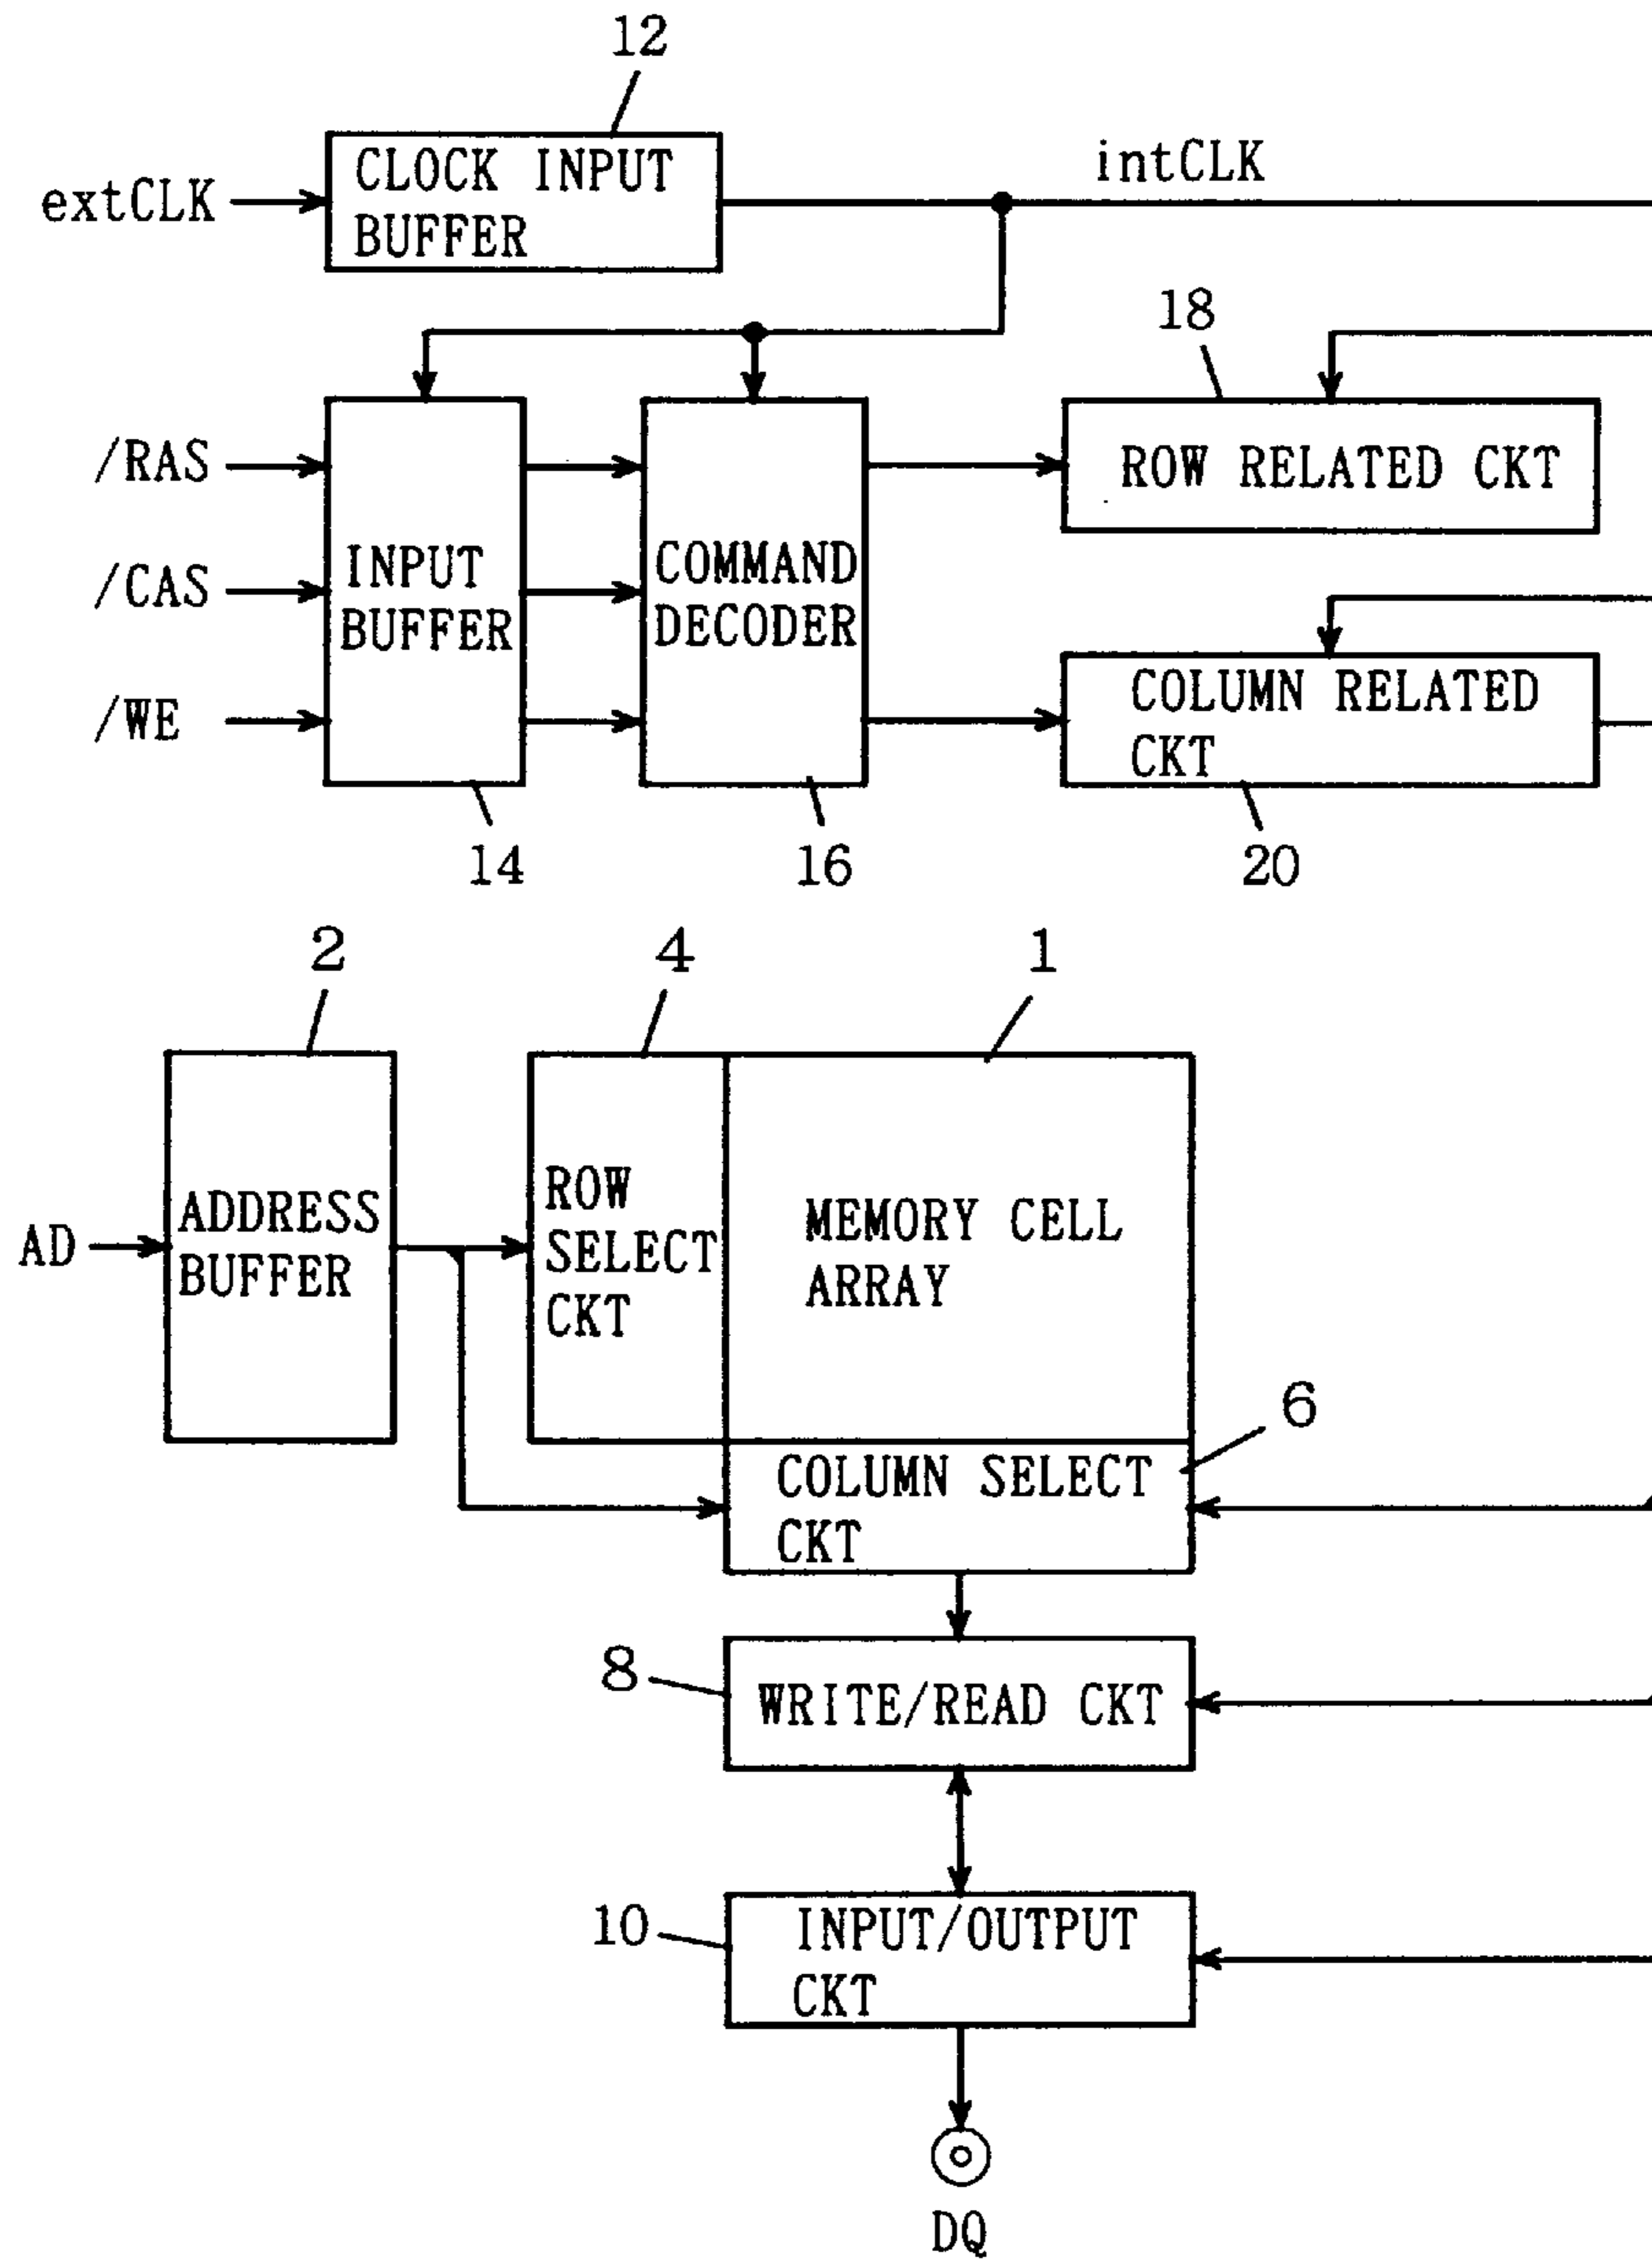 12
CLOCK INPUT
BUFFER
extCLK
intCLK
18
/RAS
/CAS
/WE
INPUT
BUFFER
COMMAND
DECODER
ROW RELATED CKT
COLUMN RELATED
CKT
14
16
20
2
4
1
AD
ADDRESS
BUFFER
ROW
SELECT
CKT
MEMORY CELL
ARRAY
6
COLUMN SELECT
CKT
8
WRITE/READ CKT
10
INPUT/OUTPUT
CKT
DQ